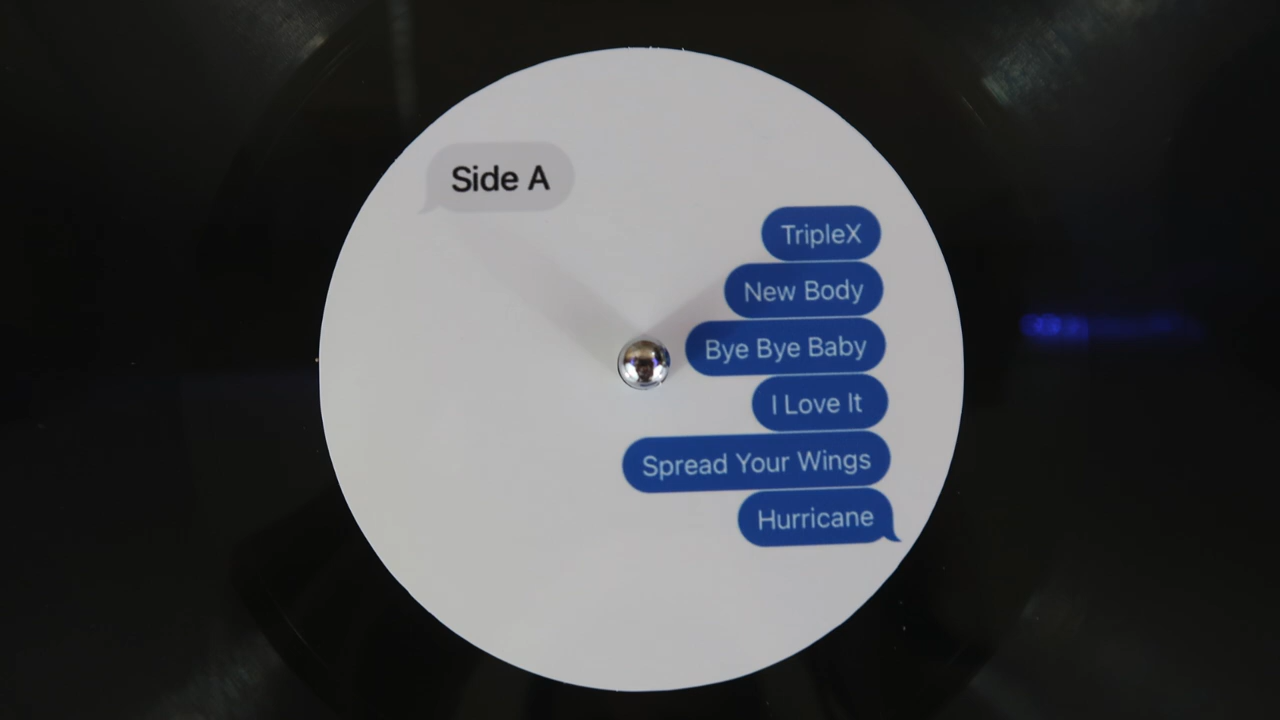 Side A
TripleX
New Body
Bye Bye Baby
I Love It
Spread Your Wings
Hurricane